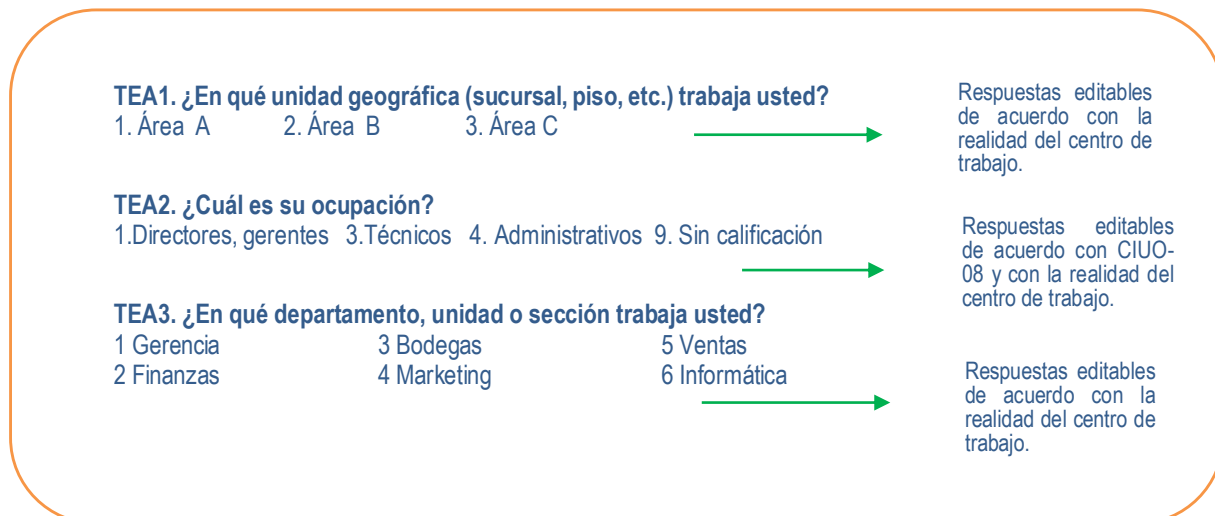 TEA1. ¿En qué unidad geográfica (sucursal, piso, etc.) trabaja usted?
1. Área A 2. Área B 3. Área C
Respuestas editables
de acuerdo con la
realidad del centro de
trabajo.
TEA2. ¿Cuál es su ocupación?
1.Directores, gerentes 3.Técnicos 4. Administrativos 9. Sin calificación
Respuestas editables
de acuerdo con CIUO-
08 y con la realidad del
centro de trabajo.
TEA3. ¿En qué departamento, unidad o sección trabaja usted?
1 Gerencia 3 Bodegas 5 Ventas
2 Finanzas 4 Marketing 6 Informática
Respuestas editables
de acuerdo con la
realidad del centro de
trabajo.